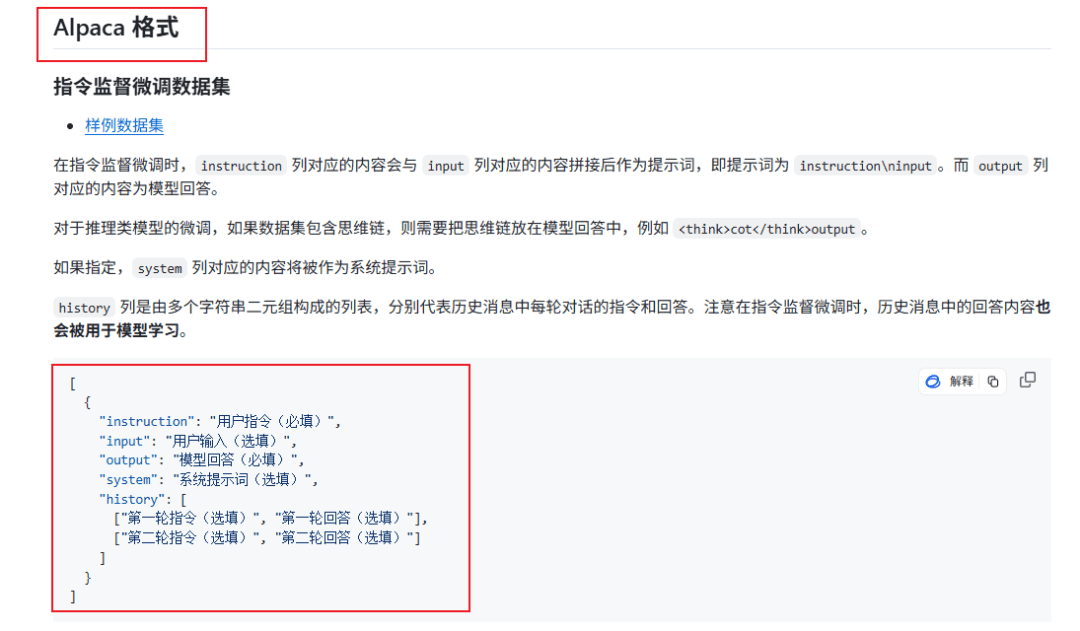 Alpaca 格式
指令监督微调数据集
• 样例数据集
在指令监督微调时， instruction 列对应的内容会与 input 列对应的内容拼接后作为提示词，即提示词为 instruction\ninput 。而 output 列
对应的内容为模型回答。
对于推理类模型的微调，如果数据集包含思维链，则需要把思维链放在模型回答中，例如 <think>cot</think>output 。
如果指定， system 列对应的内容将被作为系统提示词。
history 列是由多个字符串二元组构成的列表，分别代表历史消息中每轮对话的指令和回答。注意在指令监督微调时，历史消息中的回答内容也
会被用于模型学习。
解释
[
  {
    "instruction": "用户指令（必填）",
    "input": "用户输入（选填）",
    "output": "模型回答（必填）",
    "system": "系统提示词（选填）",
    "history": [
      ["第一轮指令（选填）", "第一轮回答（选填）"],
      ["第二轮指令（选填）", "第二轮回答（选填）"]
    ]
  }
]